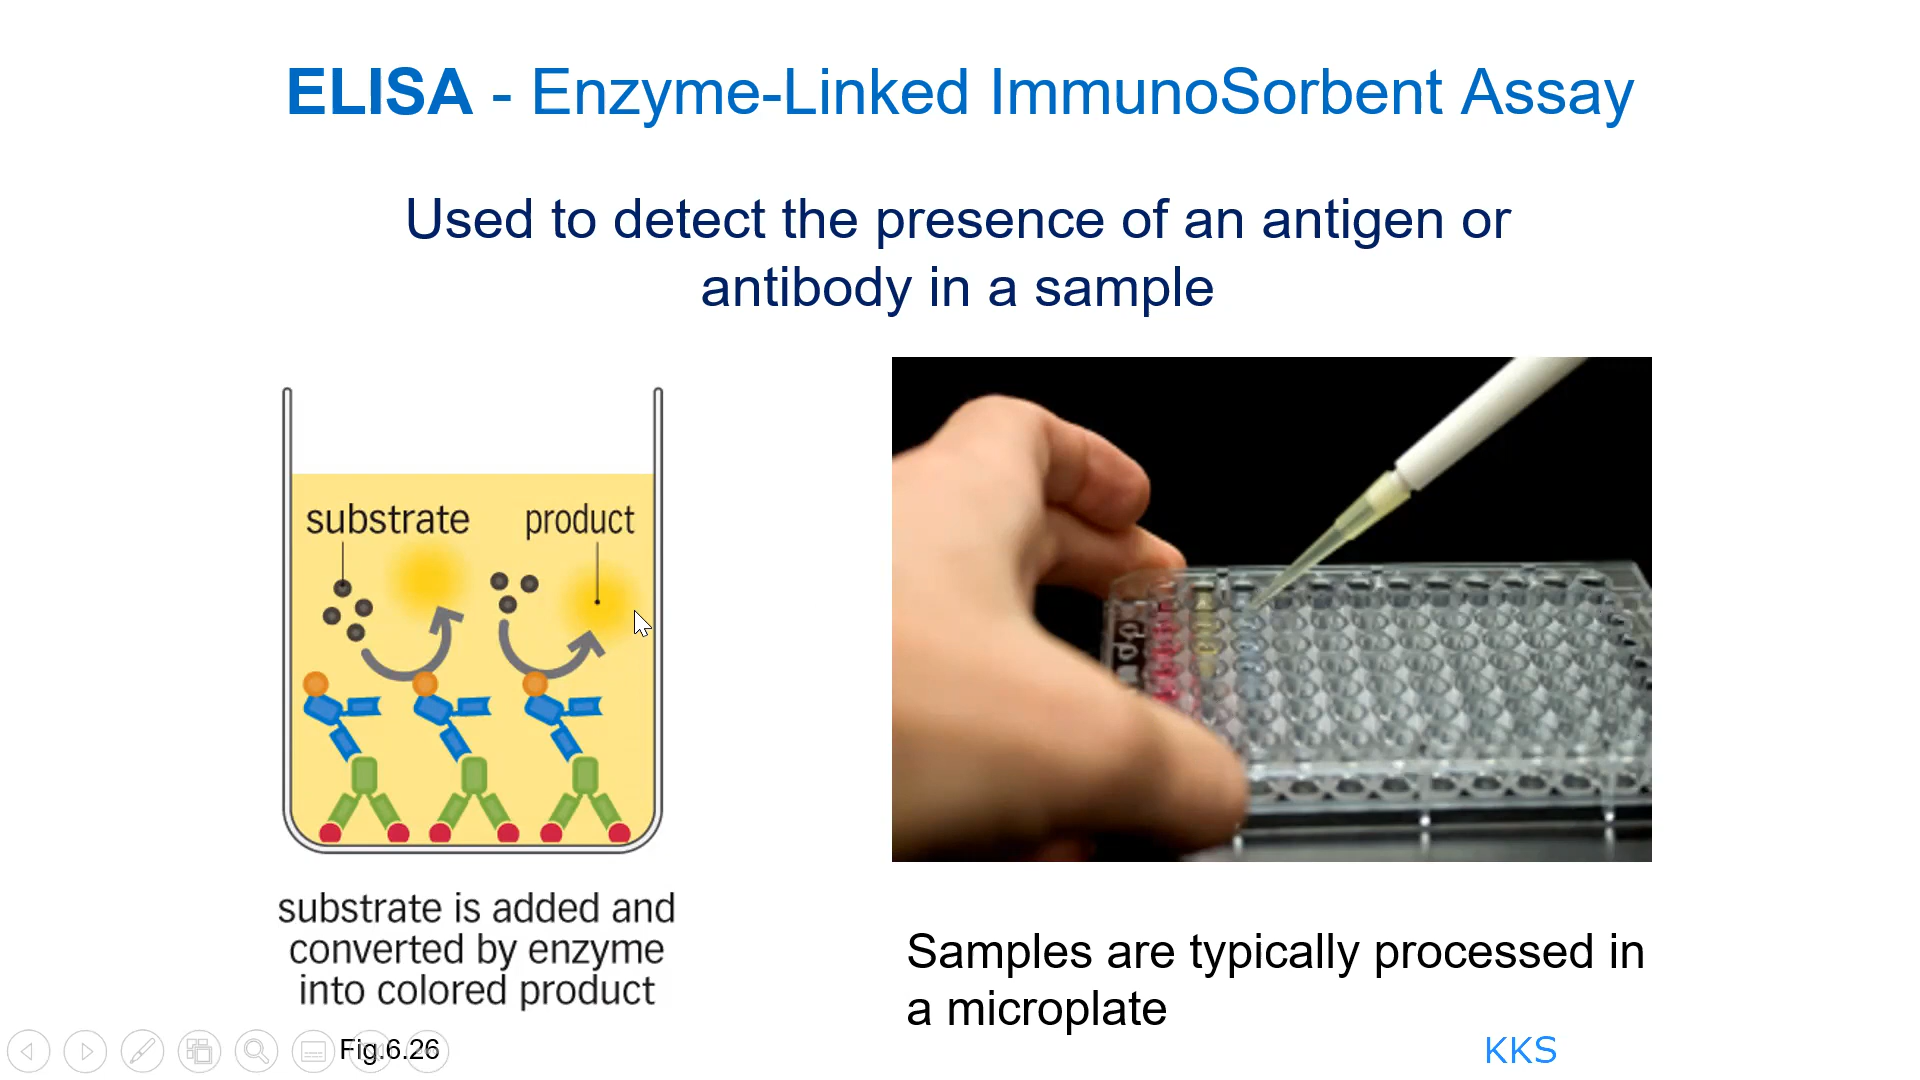 ELISA - Enzyme-Linked ImmunoSorbent Assay
Used to detect the presence of an antigen or
antibody in a sample
substrate
product
substrate is added and
converted by enzyme
into colored product
Samples are typically processed in
a microplate
Fig.6.26
KKS